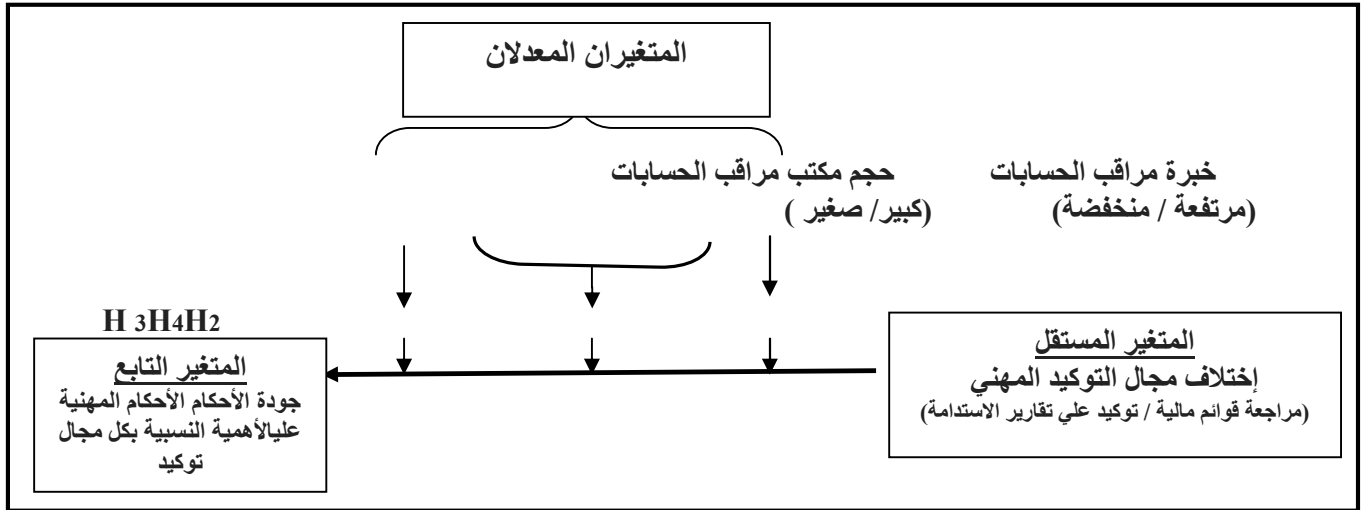 المتغيران المعدلان
خبرة مراقب الحسابات
(مرتفعة / منخفضة)
حجم مكتب مراقب الحسابات
(كبير/ صغير )
H 3H4H2
المتغير المستقل
إختلاف مجال التوكيد المهني
(مراجعة قوائم مالية / توكيد علي تقارير الاستدامة)
المتغير التابع
جودة الأحكام الأحكام المهنية
عليالأهمية النسبية بكل مجال
توكيد